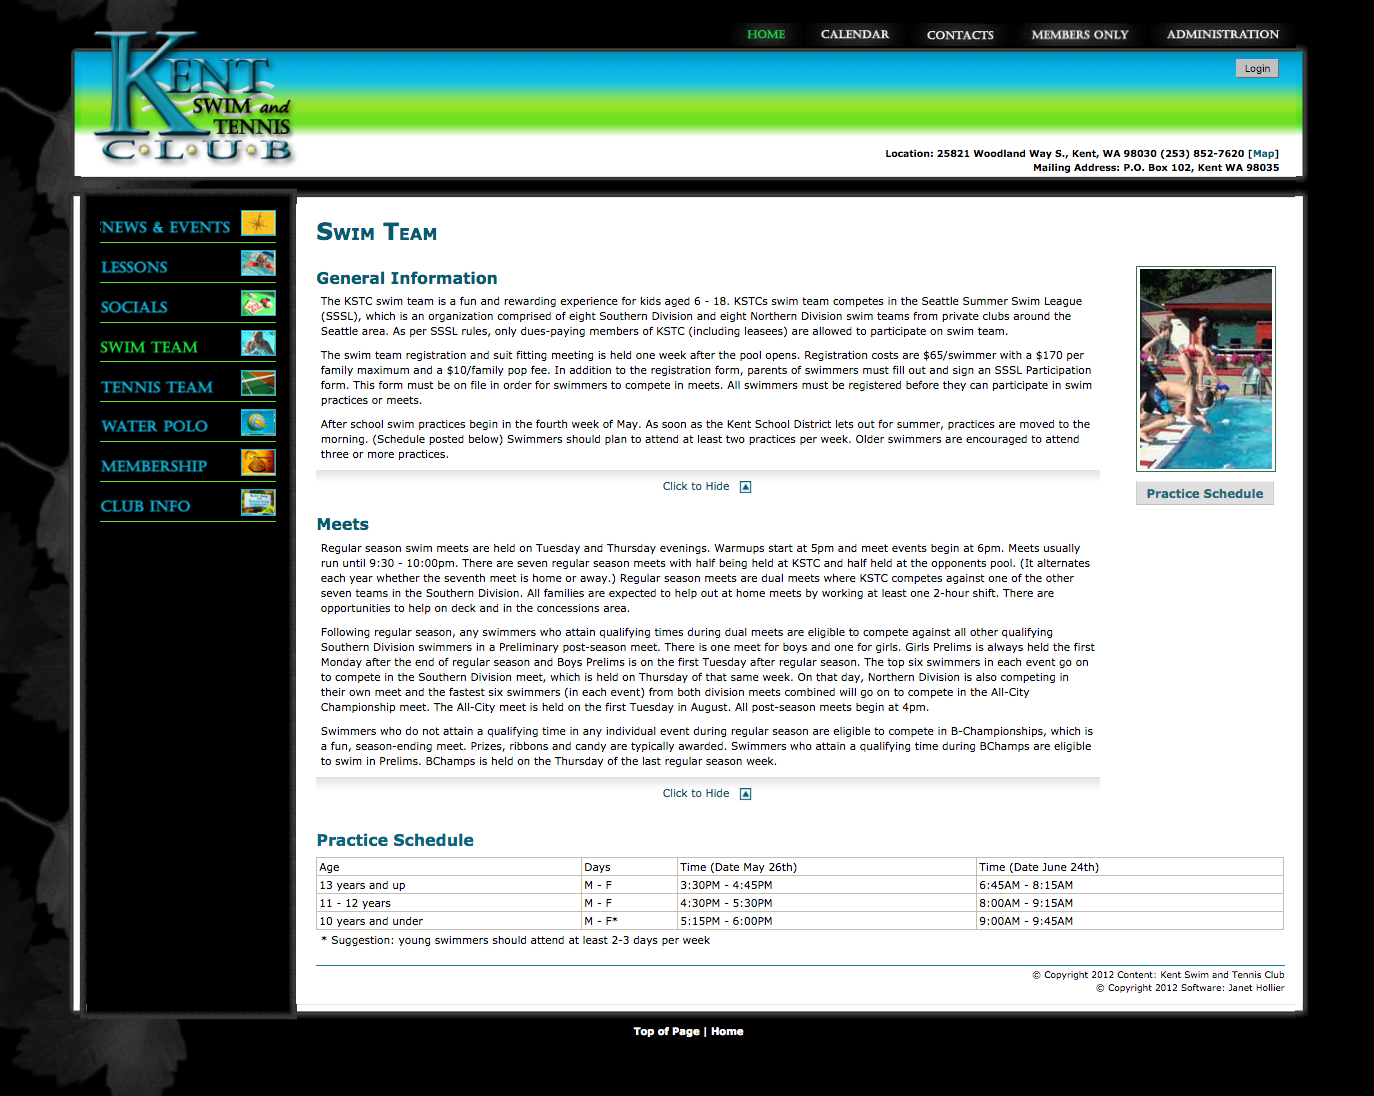 HOME CALENDAR CONTACTS MEMBERS ONLY ADMINISTRATION
Login
KENT
SWIM and
TENNIS
C·L·U·B
Location: 25821 Woodland Way S., Kent, WA 98030 (253) 852-7620 [Map]
Mailing Address: P.O. Box 102, Kent WA 98035
NEWS & EVENTS
LESSONS
SOCIALS
SWIM TEAM
TENNIS TEAM
WATER POLO
MEMBERSHIP
CLUB INFO
Swim Team
General Information
The KSTC swim team is a fun and rewarding experience for kids aged 6 - 18. KSTCs swim team competes in the Seattle Summer Swim League
(SSSL), which is an organization comprised of eight Southern Division and eight Northern Division swim teams from private clubs around the
Seattle area. As per SSSL rules, only dues-paying members of KSTC (including leasees) are allowed to participate on swim team.
The swim team registration and suit fitting meeting is held one week after the pool opens. Registration costs are $65/swimmer with a $170 per
family maximum and a $10/family pop fee. In addition to the registration form, parents of swimmers must fill out and sign an SSSL Participation
form. This form must be on file in order for swimmers to compete in meets. All swimmers must be registered before they can participate in swim
practices or meets.
After school swim practices begin in the fourth week of May. As soon as the Kent School District lets out for summer, practices are moved to the
morning. (Schedule posted below) Swimmers should plan to attend at least two practices per week. Older swimmers are encouraged to attend
three or more practices.
Click to Hide
Practice Schedule
Meets
Regular season swim meets are held on Tuesday and Thursday evenings. Warmups start at 5pm and meet events begin at 6pm. Meets usually
run until 9:30 - 10:00pm. There are seven regular season meets with half being held at KSTC and half held at the opponents pool. (It alternates
each year whether the seventh meet is home or away.) Regular season meets are dual meets where KSTC competes against one of the other
seven teams in the Southern Division. All families are expected to help out at home meets by working at least one 2-hour shift. There are
opportunities to help on deck and in the concessions area.
Following regular season, any swimmers who attain qualifying times during dual meets are eligible to compete against all other qualifying
Southern Division swimmers in a Preliminary post-season meet. There is one meet for boys and one for girls. Girls Prelims is always held the first
Monday after the end of regular season and Boys Prelims is on the first Tuesday after regular season. The top six swimmers in each event go on
to compete in the Southern Division meet, which is held on Thursday of that same week. On that day, Northern Division is also competing in
their own meet and the fastest six swimmers (in each event) from both division meets combined will go on to compete in the All-City
Championship meet. The All-City meet is held on the first Tuesday in August. All post-season meets begin at 4pm.
Swimmers who do not attain a qualifying time in any individual event during regular season are eligible to compete in B-Championships, which is
a fun, season-ending meet. Prizes, ribbons and candy are typically awarded. Swimmers who attain a qualifying time during BChamps are eligible
to swim in Prelims. BChamps is held on the Thursday of the last regular season week.
Click to Hide
Practice Schedule
Age Days Time (Date May 26th) Time (Date June 24th)
13 years and up M - F 3:30PM - 4:45PM 6:45AM - 8:15AM
11 - 12 years M - F 4:30PM - 5:30PM 8:00AM - 9:15AM
10 years and under M - F* 5:15PM - 6:00PM 9:00AM - 9:45AM
* Suggestion: young swimmers should attend at least 2-3 days per week
© Copyright 2012 Content: Kent Swim and Tennis Club
© Copyright 2012 Software: Janet Hollier
Top of Page | Home